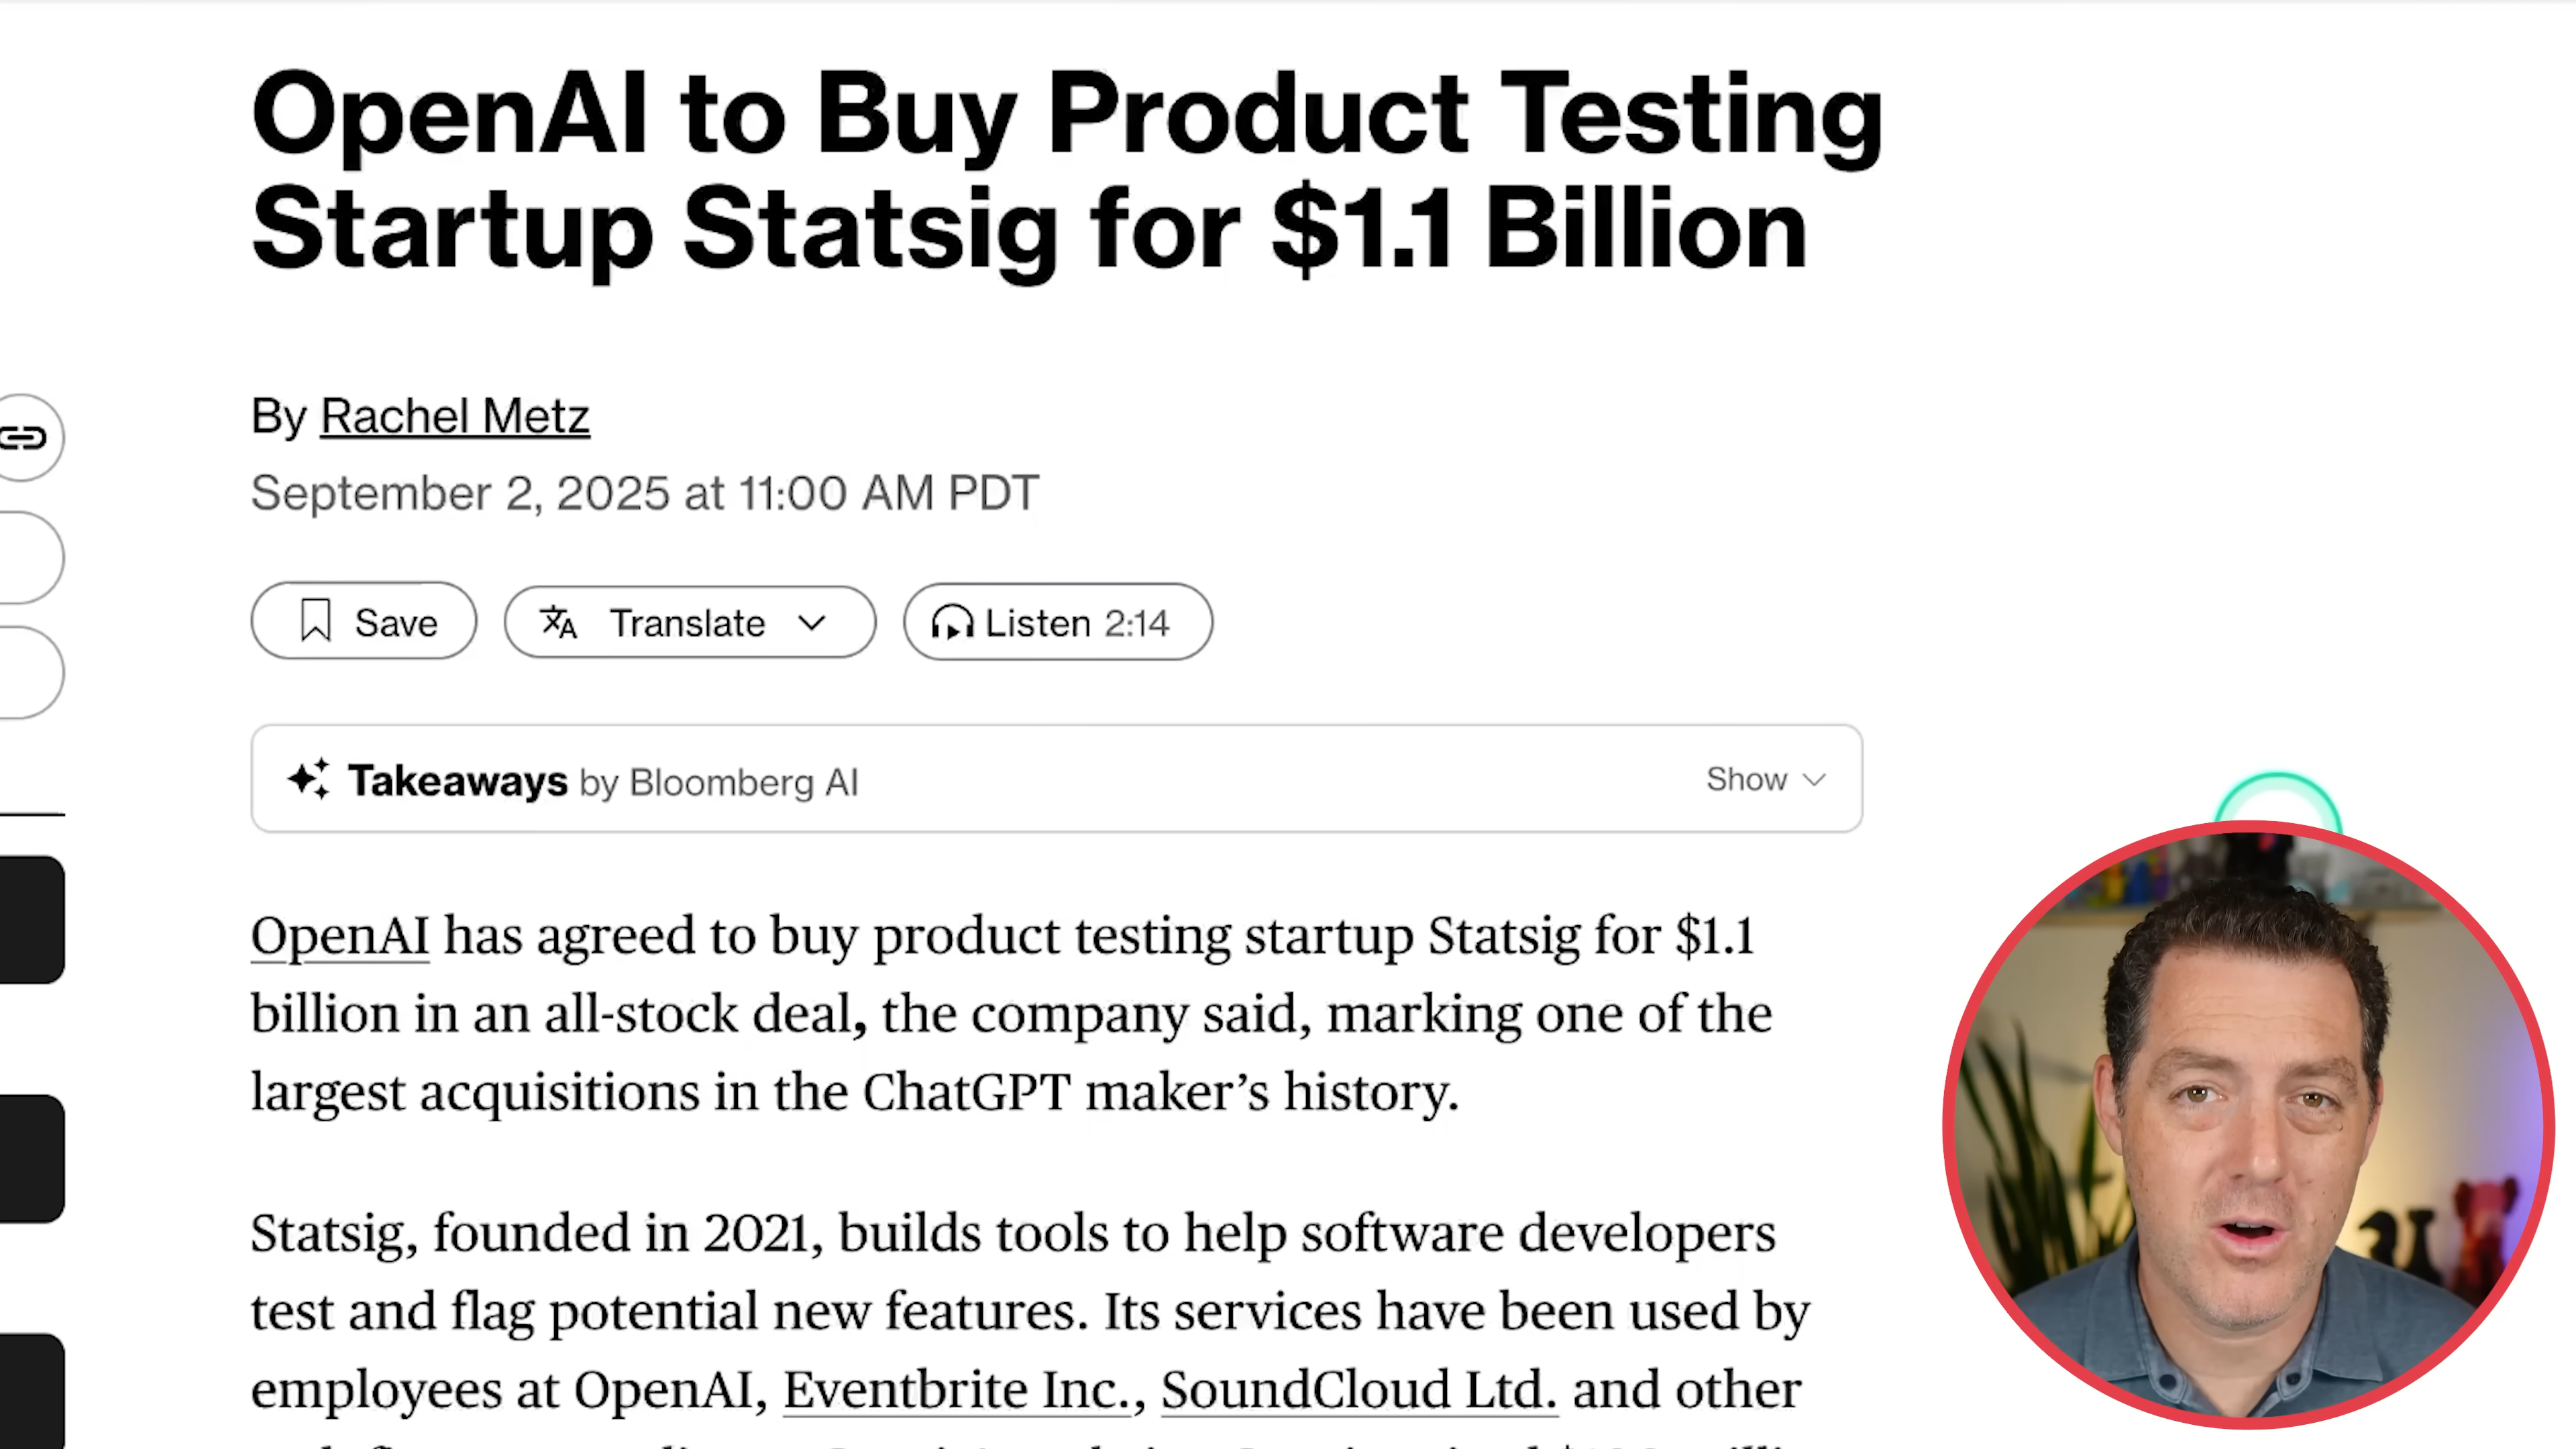 OpenAI to Buy Product Testing
Startup Statsig for $1.1 Billion
By Rachel Metz
September 2, 2025 at 11:00 AM PDT
Save
Translate
Listen 2:14
Takeaways by Bloomberg AI
Show
OpenAI has agreed to buy product testing startup Statsig for $1.1
billion in an all-stock deal, the company said, marking one of the
largest acquisitions in the ChatGPT maker’s history.
Statsig, founded in 2021, builds tools to help software developers
test and flag potential new features. Its services have been used by
employees at OpenAI, Eventbrite Inc., SoundCloud Ltd. and other